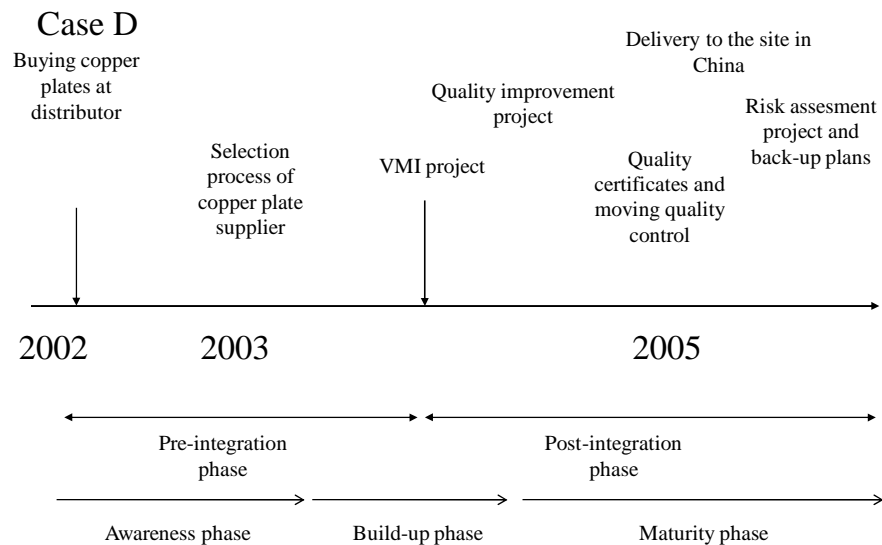 Case D
Buying copper
plates at
distributor
Selection
process of
copper plate
supplier
VMI project
Quality improvement
project
Delivery to the site in
China
Quality
certificates and
moving quality
control
Risk assesment
project and
back-up plans
2002
2003
2005
Pre-integration
phase
Post-integration
phase
Awareness phase
Build-up phase
Maturity phase